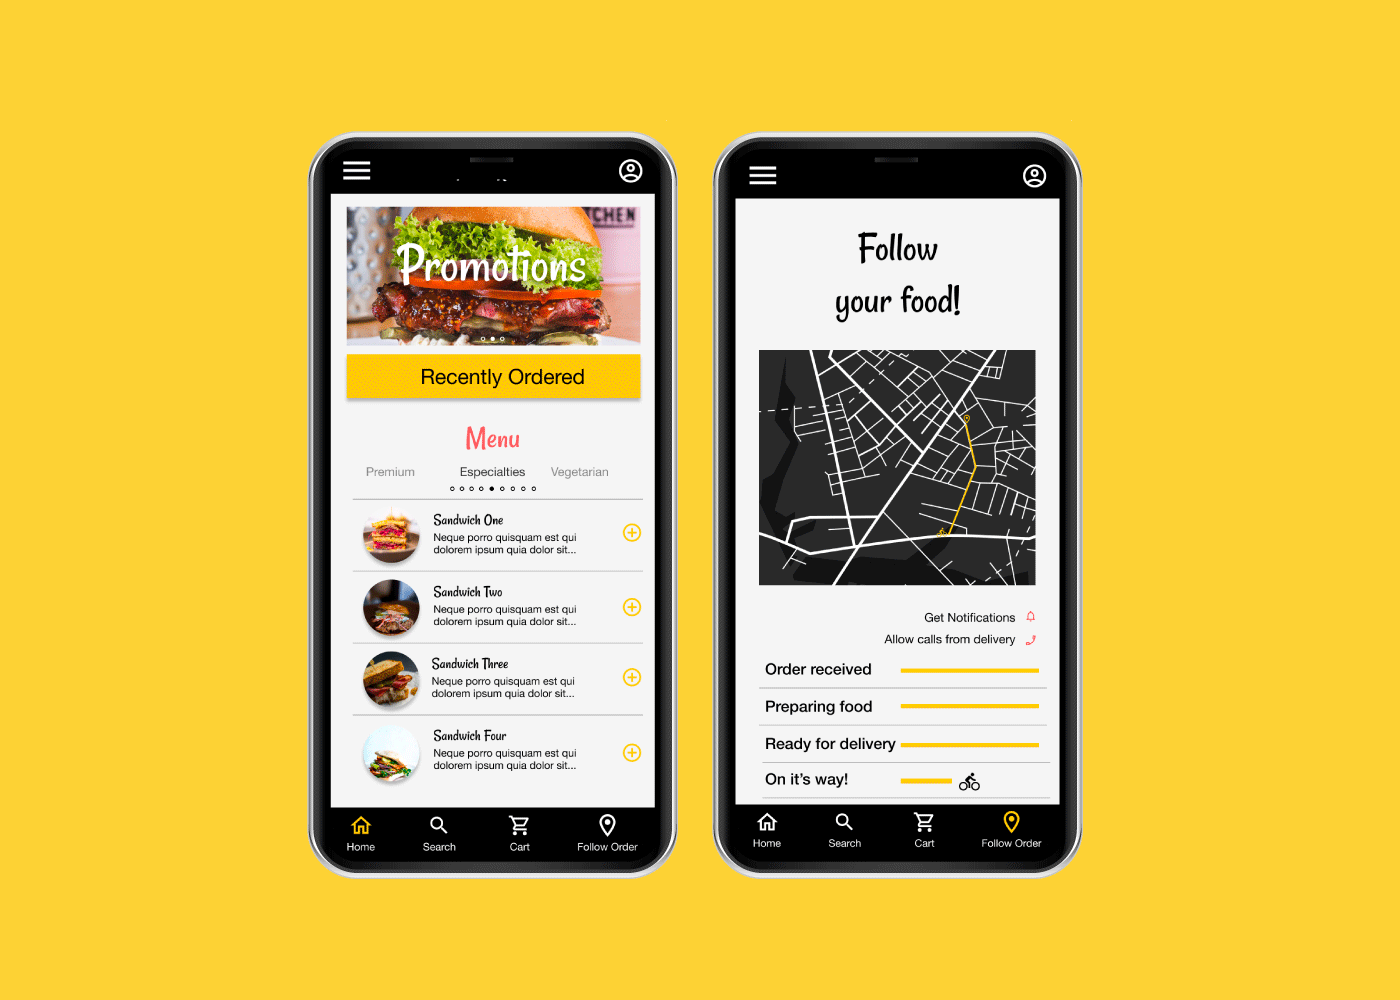 TCHEN
Promotions
Recently Ordered
Menu
Premium Especialties Vegetarian
Sandwich One
Neque porro quisquam est qui
dolorem ipsum quia dolor sit...
Sandwich Two
Neque porro quisquam est qui
dolorem ipsum quia dolor sit...
Sandwich Three
Neque porro quisquam est qui
dolorem ipsum quia dolor sit...
Sandwich Four
Neque porro quisquam est qui
dolorem ipsum quia dolor sit...
Home Search Cart Follow Order
Follow
your food!
Get Notifications
Allow calls from delivery
Order received
Preparing food
Ready for delivery
On it's way!
Home Search Cart Follow Order